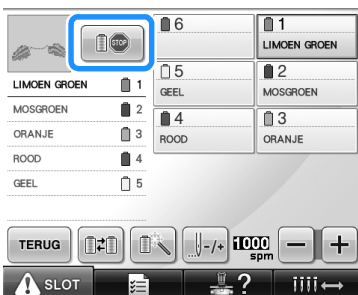 STOP
LIMOEN GROEN 1
MOSGROEN 2
ORANJE 3
ROOD 4
GEEL 5
6
1
LIMOEN GROEN
5
GEEL
2
MOSGROEN
4
ROOD
3
ORANJE
TERUG
-/+
1000
spm
− +
SLOT
?